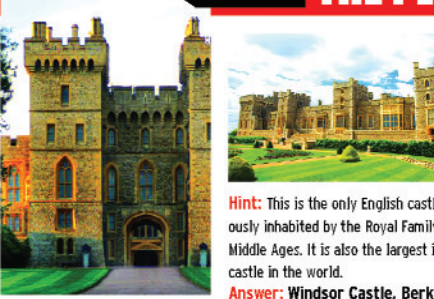 Hint: This is the only English castl
ously inhabited by the Royal Family
Middle Ages. It is also the largest i
castle in the world.
Answer: Windsor Castle, Berk